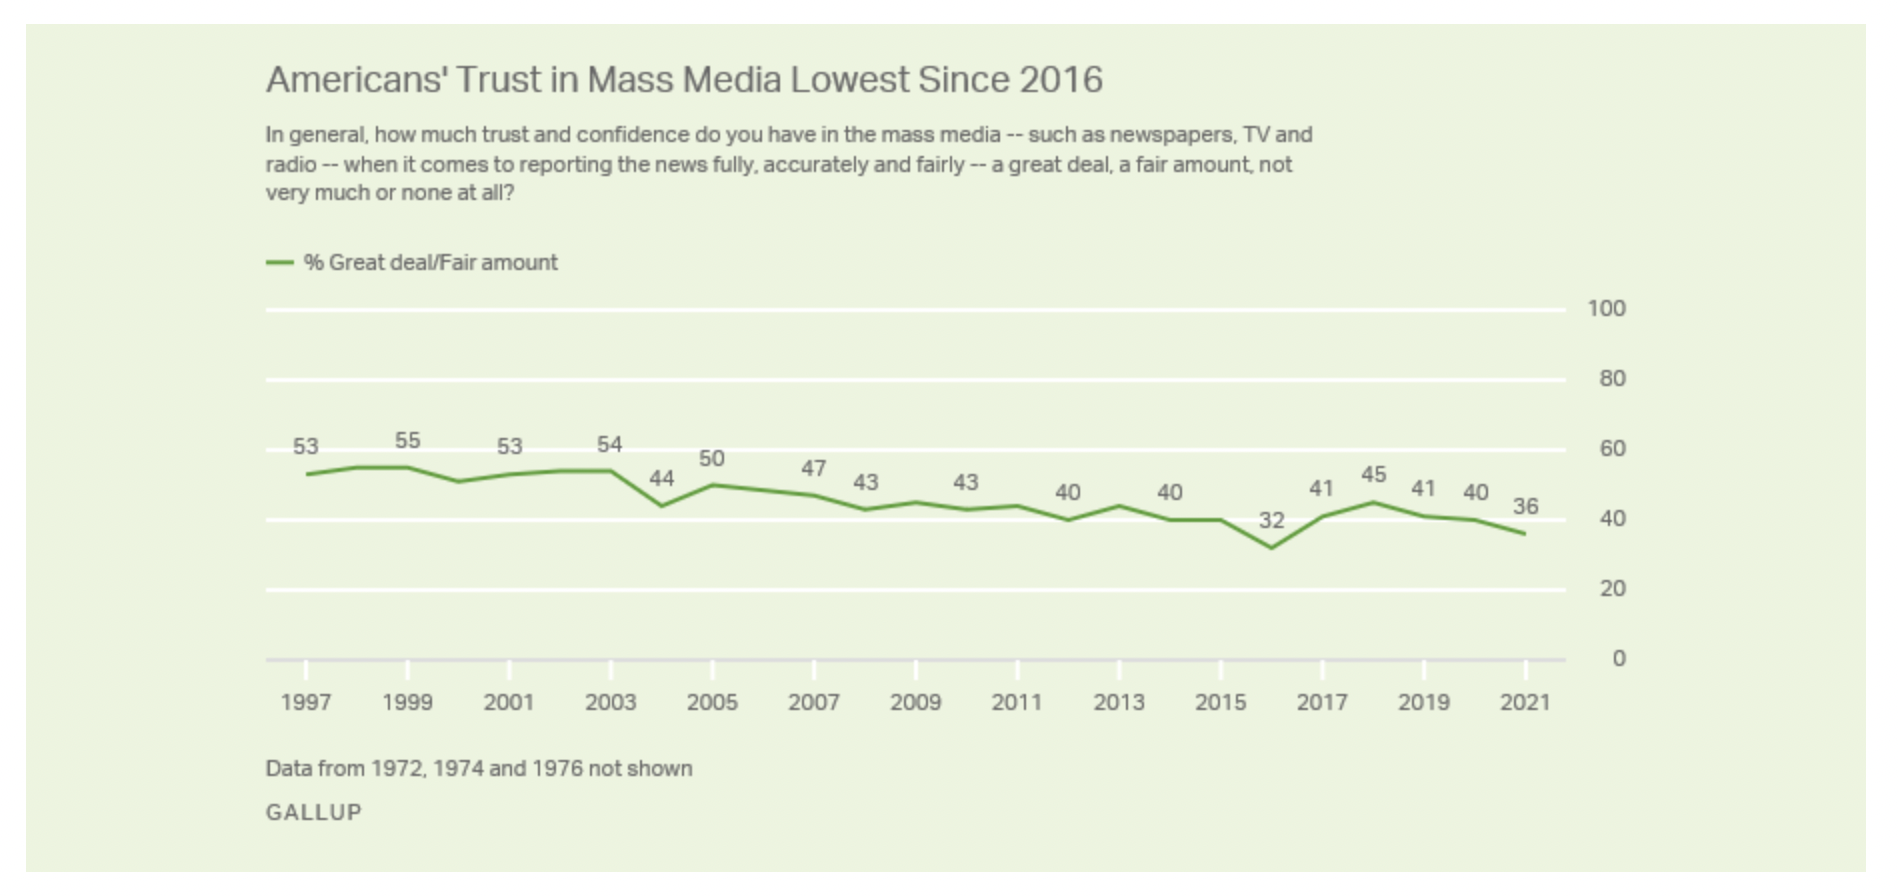 Americans' Trust in Mass Media Lowest Since 2016
In general, how much trust and confidence do you have in the mass media -- such as newspapers, TV and
radio -- when it comes to reporting the news fully, accurately and fairly -- a great deal, a fair amount, not
very much or none at all?
% Great deal/Fair amount
100
80
60
40
20
0
53 55 53 54 44 50 47 43 43 40 40 32 41 45 41 40 36
1997 1999 2001 2003 2005 2007 2009 2011 2013 2015 2017 2019 2021
Data from 1972, 1974 and 1976 not shown
GALLUP